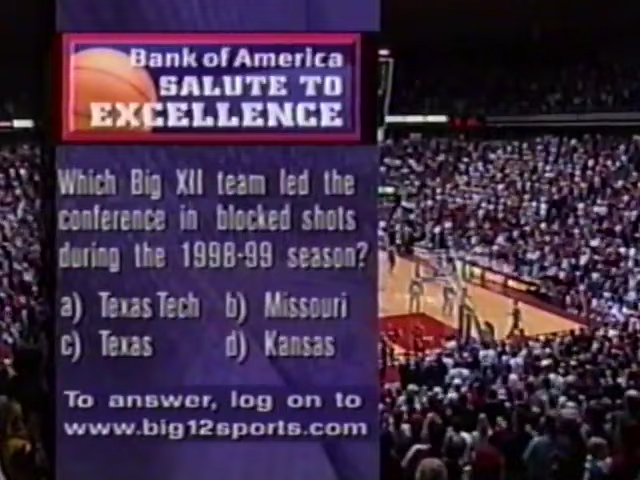 Bank of America
SALUTE TO
EXCELLENCE
Which Big XII team led the
conference in blocked shots
during the 1998-99 season?
a) Texas Tech b) Missouri
c) Texas d) Kansas
To answer, log on to
www.big12sports.com